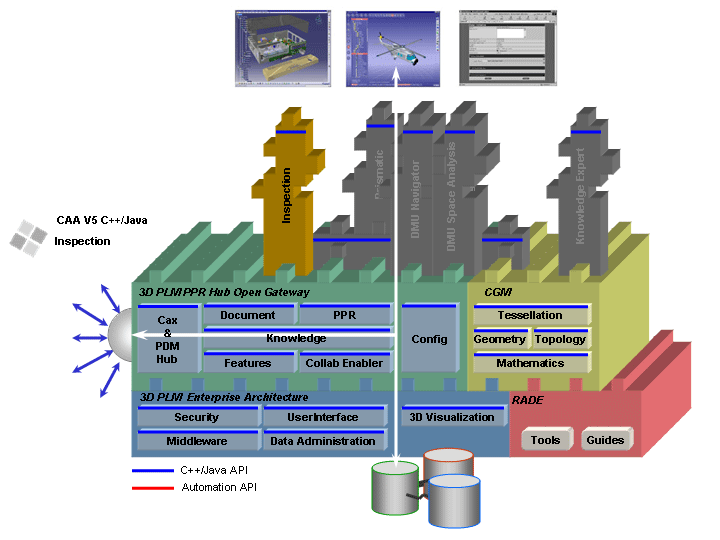 Inspection
Prismatic
DMU Navigator
DMU Space Analysis
Knowledge Expert
CAA V5 C++/Java
Inspection
3D PLM PPR Hub Open Gateway
CGM
Cax
&
PDM
Hub
Document
PPR
Knowledge
Features
Collab Enabler
Config
Tessellation
Geometry
Topology
Mathematics
3D PLM Enterprise Architecture
RADE
Security
UserInterface
3D Visualization
Middleware
Data Administration
Tools
Guides
C++/Java API
Automation API